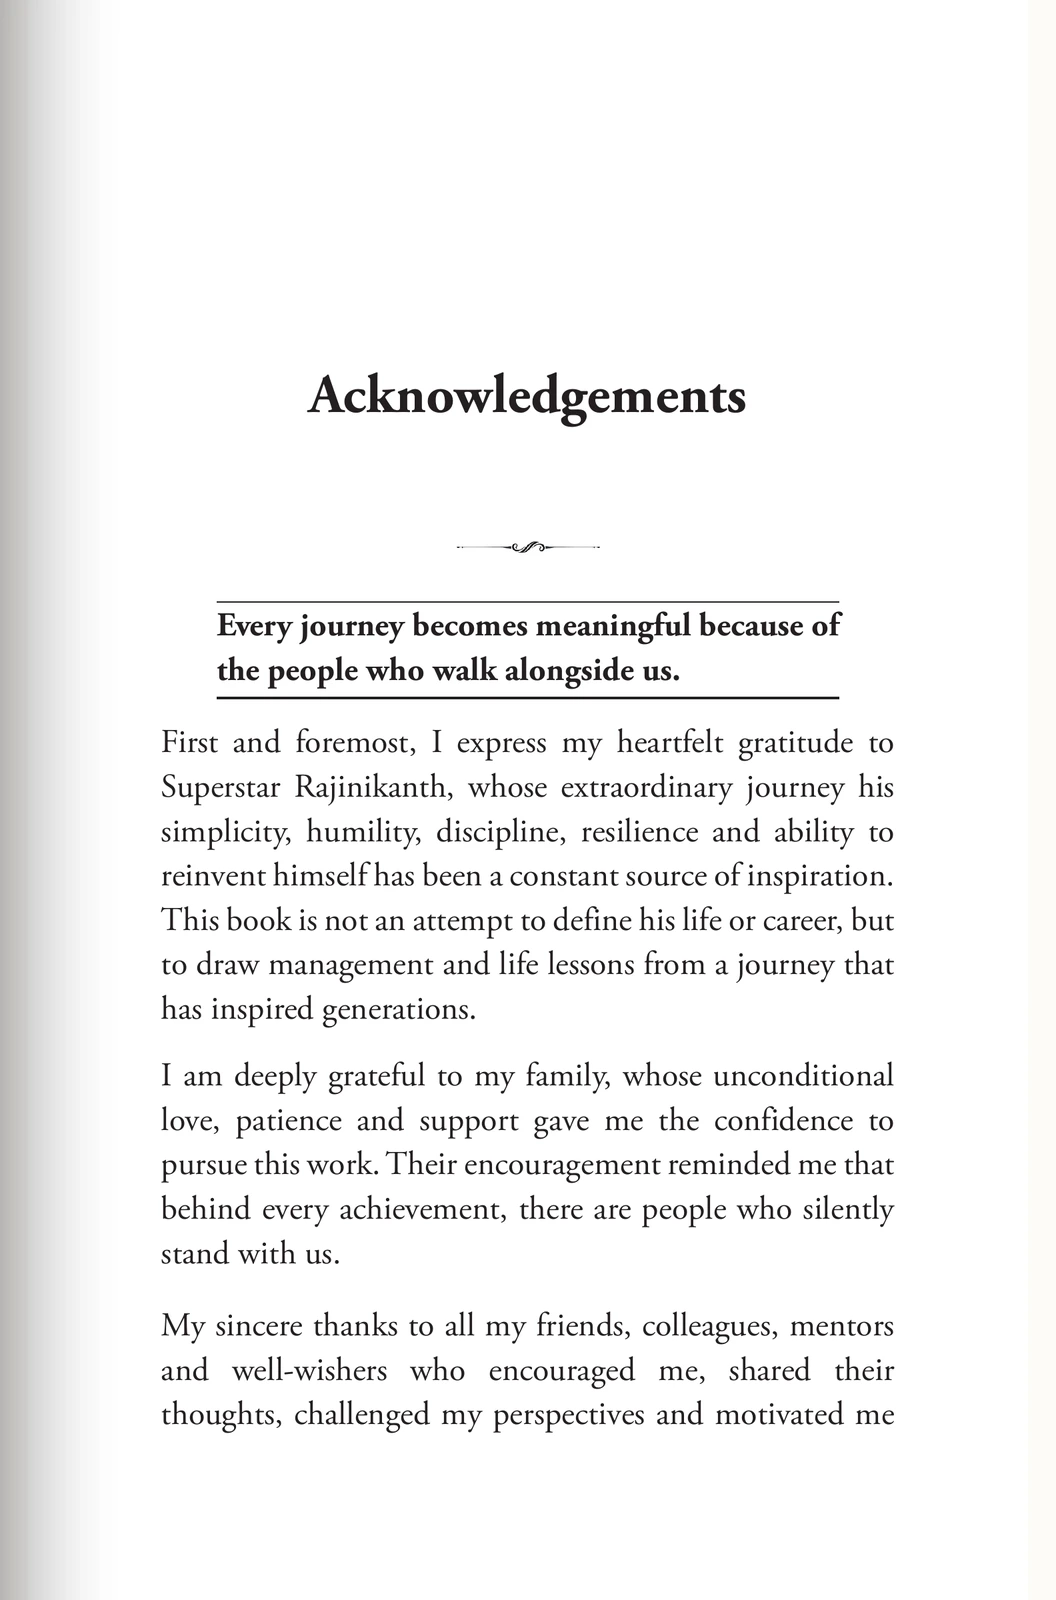 Acknowledgements
Every journey becomes meaningful because of
the people who walk alongside us.
First and foremost, I express my heartfelt gratitude to
Superstar Rajinikanth, whose extraordinary journey his
simplicity, humility, discipline, resilience and ability to
reinvent himself has been a constant source of inspiration.
This book is not an attempt to define his life or career, but
to draw management and life lessons from a journey that
has inspired generations.
I am deeply grateful to my family, whose unconditional
love, patience and support gave me the confidence to
pursue this work. Their encouragement reminded me that
behind every achievement, there are people who silently
stand with us.
My sincere thanks to all my friends, colleagues, mentors
and well-wishers who encouraged me, shared their
thoughts, challenged my perspectives and motivated me